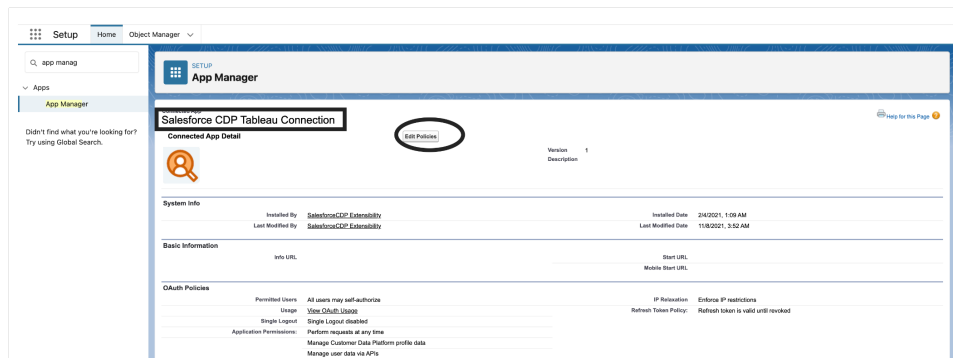 Setup
Home
Object Manager
app manag
SETUP
App Manager
Apps
App Manager
Didn't find what you're looking for?
Try using Global Search.
Connected App
Salesforce CDP Tableau Connection
Help for this Page
Connected App Detail
Edit Policies
Version 1
Description
System Info
Installed By SalesforceCDP Extensibility
Installed Date 2/4/2021, 1:09 AM
Last Modified By SalesforceCDP Extensibility
Last Modified Date 11/8/2021, 3:52 AM
Basic Information
Info URL
Start URL
Mobile Start URL
OAuth Policies
Permitted Users All users may self-authorize
IP Relaxation Enforce IP restrictions
Usage View OAuth Usage
Refresh Token Policy: Refresh token is valid until revoked
Single Logout Single Logout disabled
Application Permissions: Perform requests at any time
Manage Customer Data Platform profile data
Manage user data via APIs